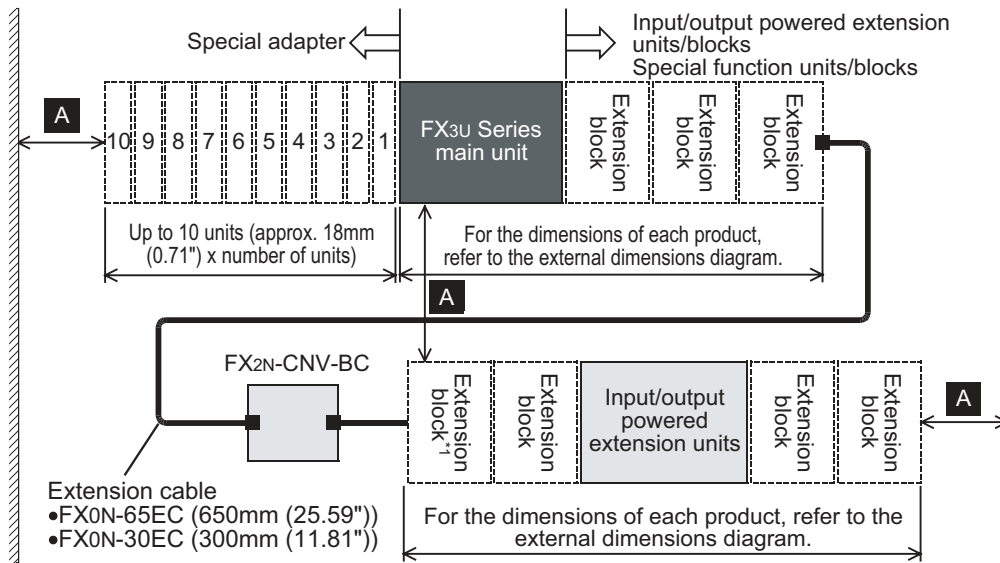 Special adapter
Input/output powered extension
units/blocks
Special function units/blocks
A
10 9 8 7 6 5 4 3 2 1
FX3U Series
main unit
Extension
block
Extension
block
Extension
block
Up to 10 units (approx. 18mm
(0.71") x number of units)
For the dimensions of each product,
refer to the external dimensions diagram.
A
FX2N-CNV-BC
Extension
block*1
Extension
block
Input/output
powered
extension units
Extension
block
Extension
block
A
Extension cable
•FX0N-65EC (650mm (25.59"))
•FX0N-30EC (300mm (11.81"))
For the dimensions of each product, refer to the
external dimensions diagram.